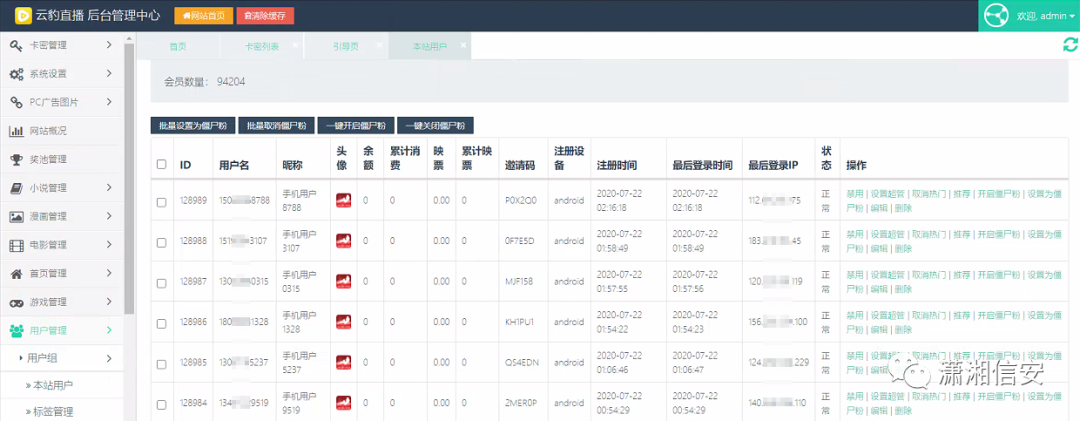 云豹直播 后台管理中心 网站首页 清除缓存 欢迎, admin
卡密管理
系统设置
PC广告图片
网站概况
奖池管理
小说管理
漫画管理
电影管理
首页管理
游戏管理
用户管理
用户组
» 本站用户
» 标签管理
首页 卡密列表 引导页 本站用户
会员数量： 94204
批量设置为僵尸粉 批量取消僵尸粉 一键开启僵尸粉 一键关闭僵尸粉
ID 用户名 昵称 头像 余额 累计消费 映票 累计映票 邀请码 注册设备 注册时间 最后登录时间 最后登录IP 状态 操作
128989 150 8788 手机用户8788 0 0 0.00 0.00 P0X2Q0 android 2020-07-22 02:16:18 2020-07-22 02:16:18 112. 75 正常 禁用 | 设置超管 | 取消热门 | 推荐 | 开启僵尸粉 | 设置为僵尸粉 | 编辑 | 删除
128988 151 3107 手机用户3107 0 0 0.00 0.00 0F7E5D android 2020-07-22 01:58:49 2020-07-22 01:58:49 183. .45 正常 禁用 | 设置超管 | 取消热门 | 推荐 | 开启僵尸粉 | 设置为僵尸粉 | 编辑 | 删除
128987 130 0315 手机用户0315 0 0 0.00 0.00 MJF158 android 2020-07-22 01:57:55 2020-07-22 01:57:56 120. 119 正常 禁用 | 设置超管 | 取消热门 | 推荐 | 开启僵尸粉 | 设置为僵尸粉 | 编辑 | 删除
128986 180 1328 手机用户1328 0 0 0.00 0.00 KH1PU1 android 2020-07-22 01:54:22 2020-07-22 01:54:23 156. .100 正常 禁用 | 设置超管 | 取消热门 | 推荐 | 开启僵尸粉 | 设置为僵尸粉 | 编辑 | 删除
128985 130 5237 手机用户5237 0 0 0.00 0.00 QS4EDN android 2020-07-22 01:06:46 2020-07-22 01:06:47 124. .229 正常 禁用 | 设置超管 | 取消热门 | 推荐 | 开启僵尸粉 | 设置为僵尸粉 | 编辑 | 删除
128984 134 9519 手机用户9519 0 0 0.00 0.00 2MER0P android 2020-07-22 00:54:29 2020-07-22 00:54:29 140. .110 正常 禁用 | 设置超管 | 取消热门 | 推荐 | 开启僵尸粉 | 设置为僵尸粉 | 编辑 | 删除
潇湘信安